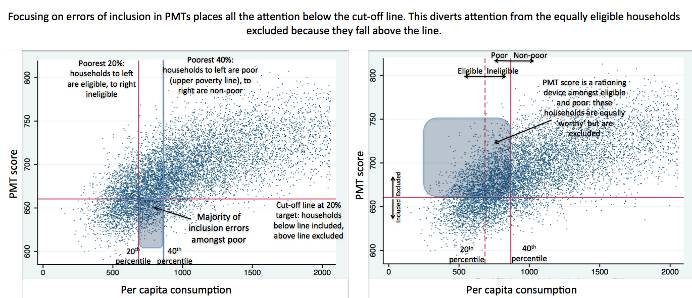 Focusing on errors of inclusion in PMTs places all the attention below the cut-off line. This diverts attention from the equally eligible households
excluded because they fall above the line.
Poorest 20%:
households to left
are eligible, to right
ineligible
Poorest 40%:
households to left are poor
(upper poverty line), to
right are non-poor
PMT score
800
750
700
650
600
Cut-off line at 20%
target: households
below line included,
above line excluded
Majority of
inclusion errors
amongst poor
20th
percentile
40th
percentile
0
500
1000
1500
2000
Per capita consumption
Poor Non-poor
Eligible Ineligible
PMT score is a rationing
device amongst eligible
and poor: these
households are equally
'worthy' but are
excluded
PMT score
800
750
700
650
600
Included Excluded
20th
percentile
40th
percentile
0
500
1000
1500
2000
Per capita consumption